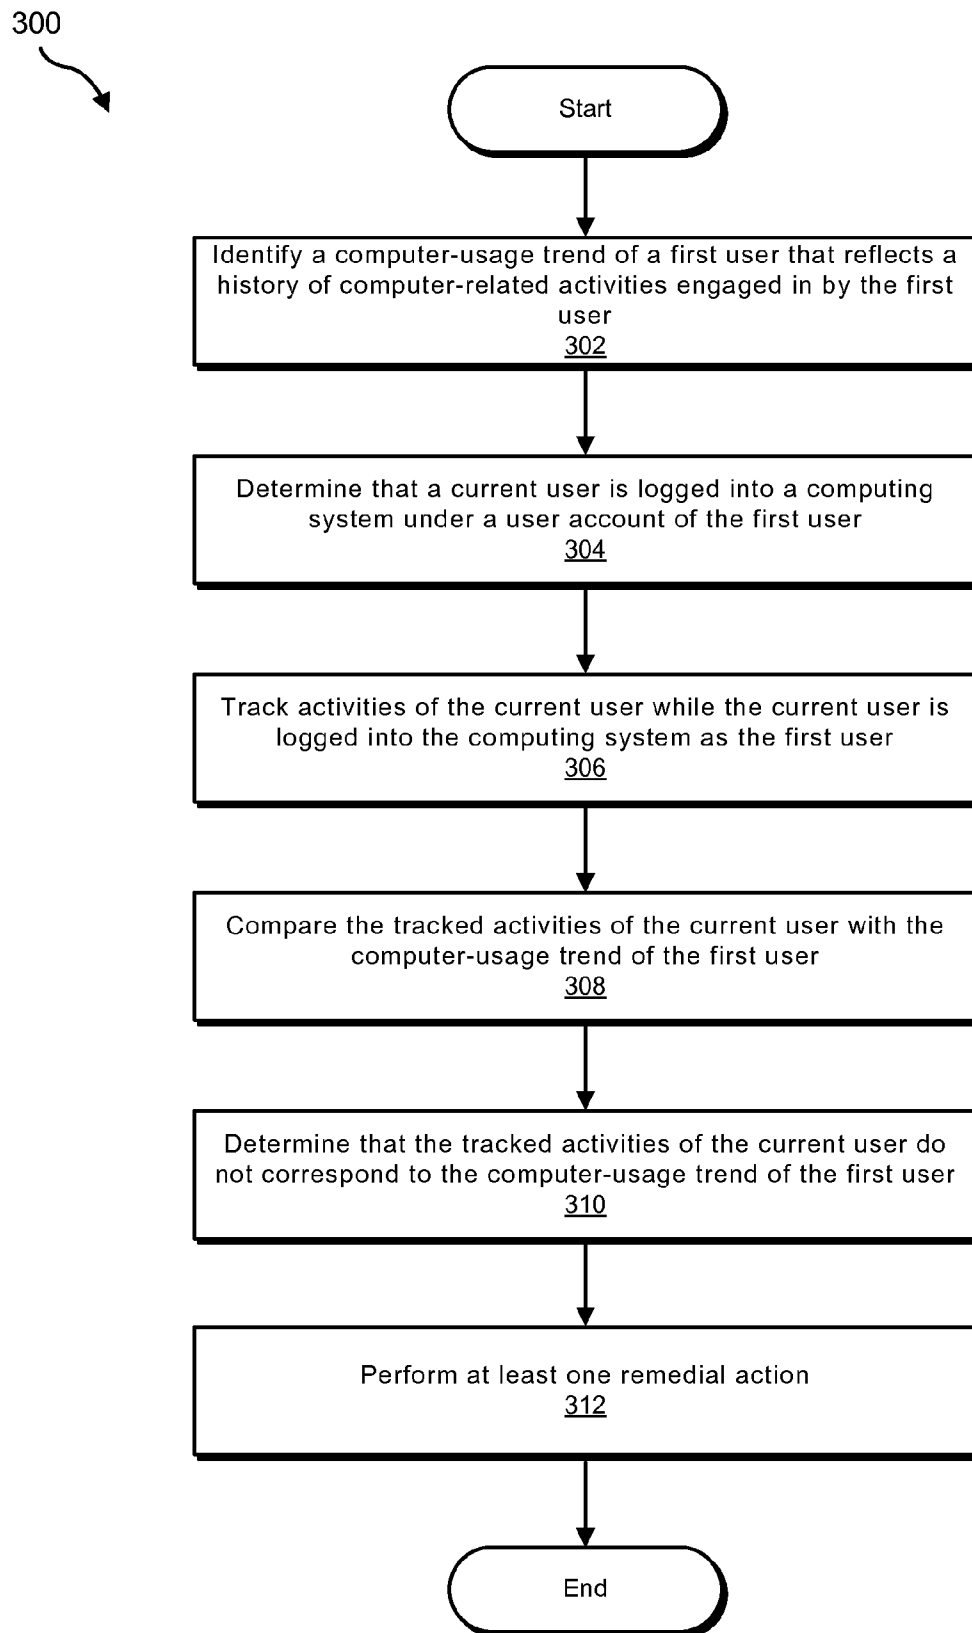 300
Start
Identify a computer-usage trend of a first user that reflects a
history of computer-related activities engaged in by the first
user
302
Determine that a current user is logged into a computing
system under a user account of the first user
304
Track activities of the current user while the current user is
logged into the computing system as the first user
306
Compare the tracked activities of the current user with the
computer-usage trend of the first user
308
Determine that the tracked activities of the current user do
not correspond to the computer-usage trend of the first user
310
Perform at least one remedial action
312
End